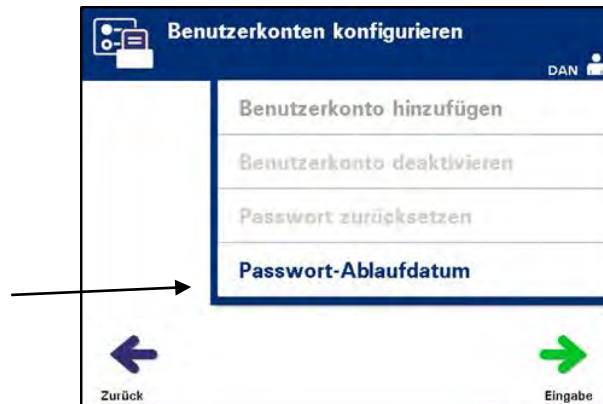 Benutzerkonten konfigurieren
DAN
Benutzerkonto hinzufügen
Benutzerkonto deaktivieren
Passwort zurücksetzen
Passwort-Ablaufdatum
Zurück
Eingabe